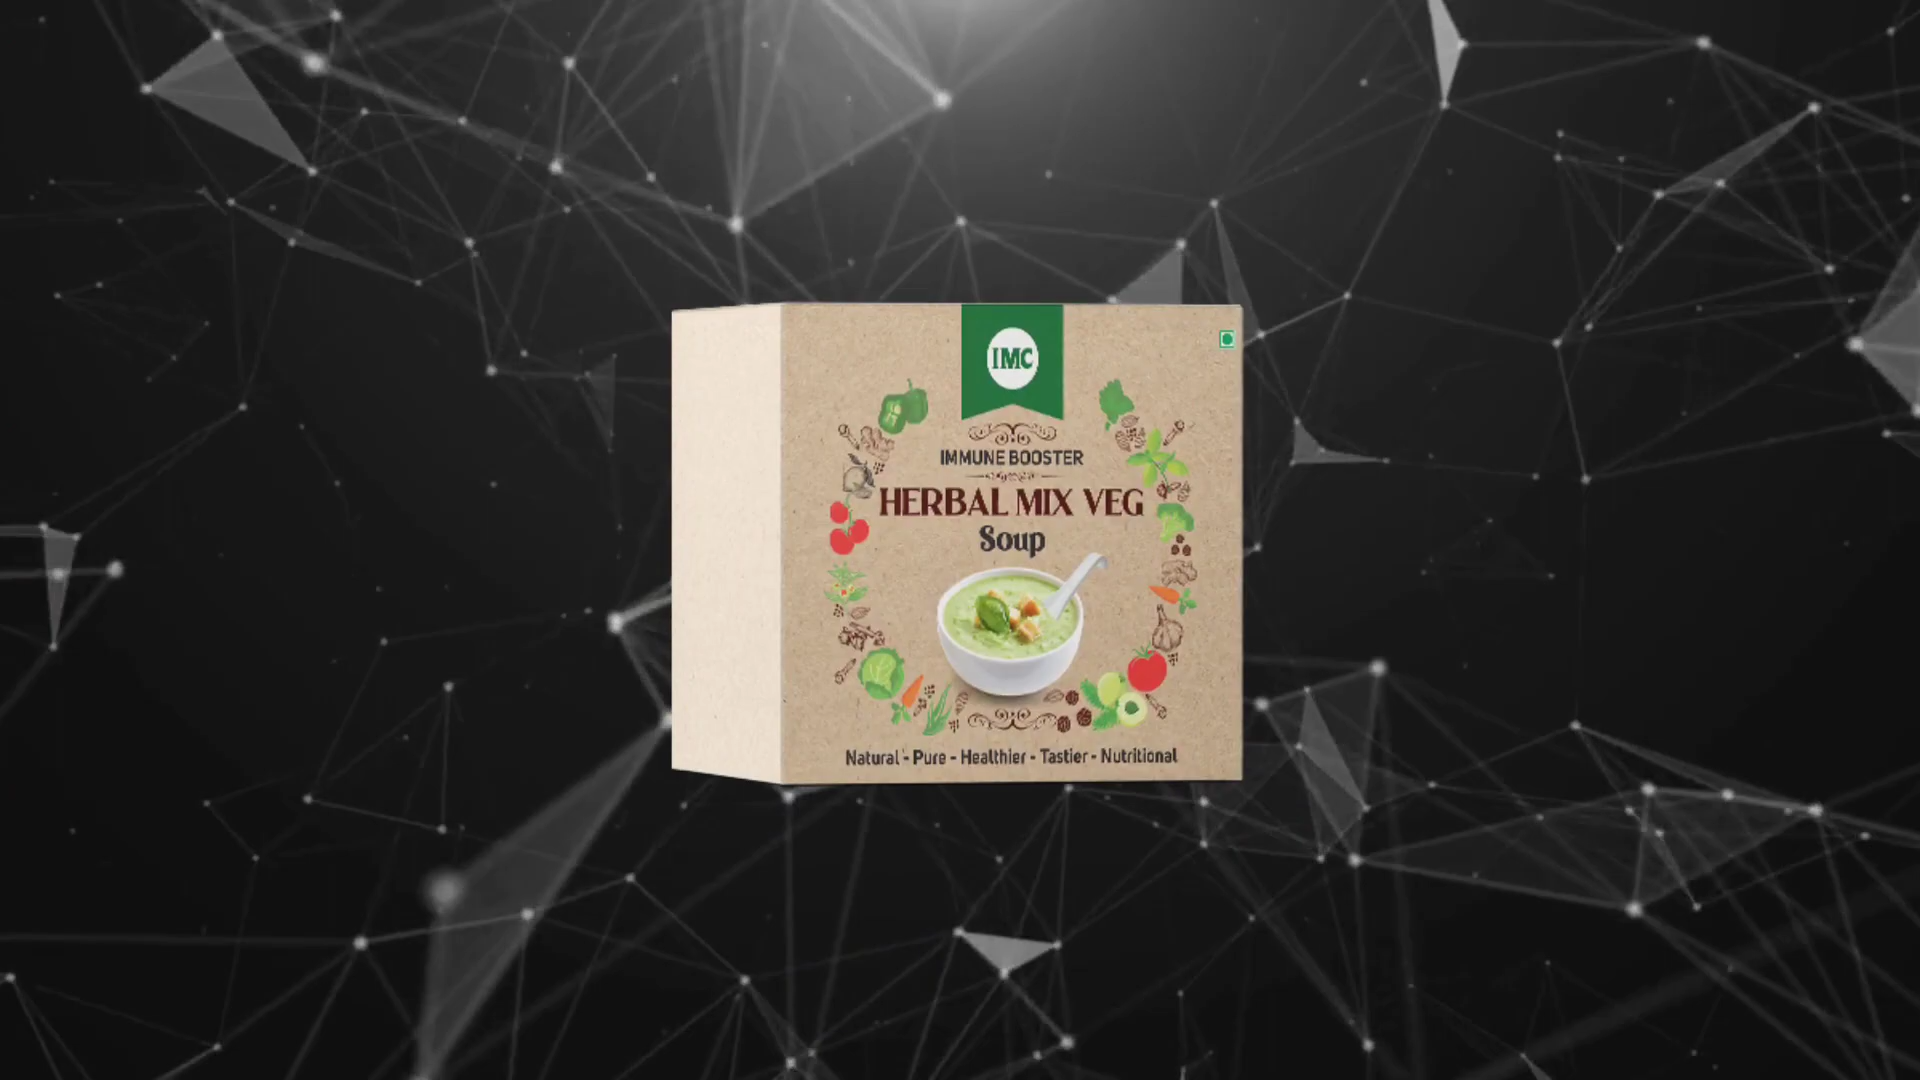 IMC
IMMUNE BOOSTER
HERBAL MIX VEG
Soup
Natural - Pure - Healthier - Tastier - Nutritional